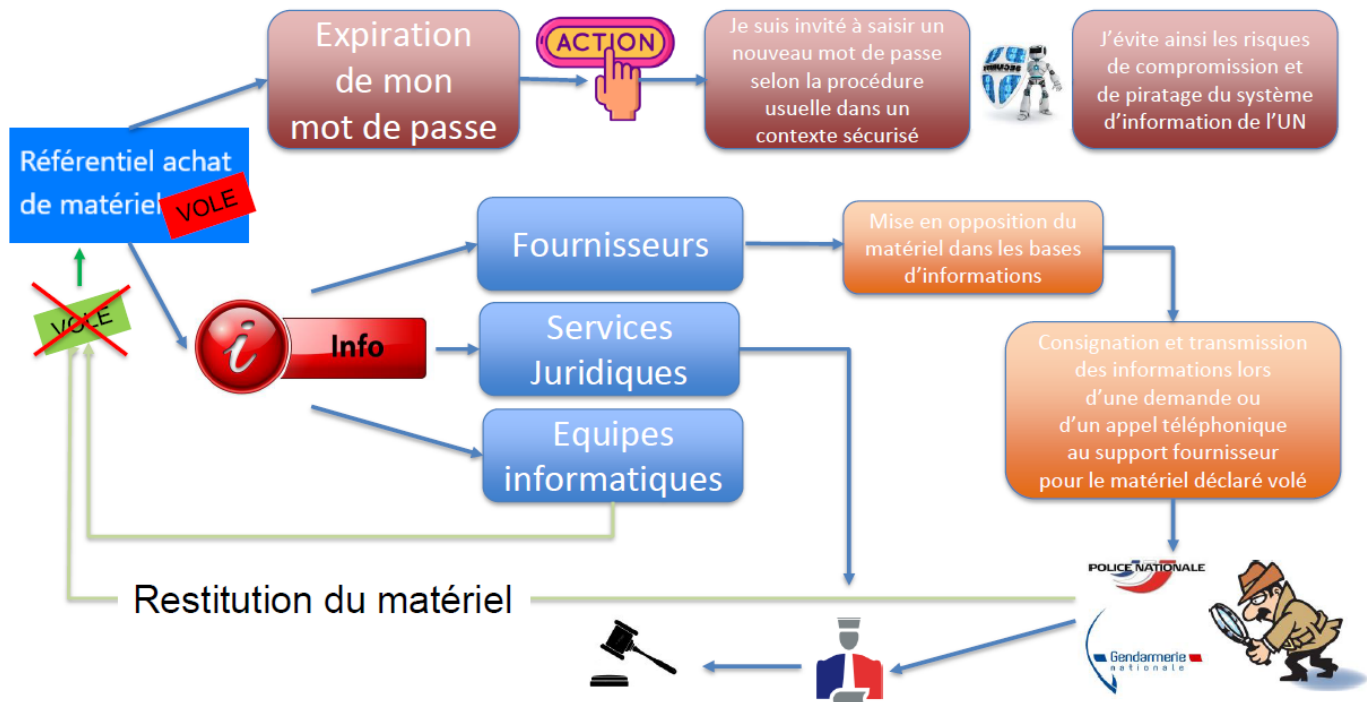 Expiration
de mon
mot de passe
ACTION
Je suis invité à saisir un
nouveau mot de passe
selon la procédure
usuelle dans un
contexte sécurisé
J'évite ainsi les risques
de compromission et
de piratage du système
d'information de l'UN
Référentiel achat
de matériel
VOLE
VOLE
Info
Fournisseurs
Services
Juridiques
Equipes
informatiques
Mise en opposition du
matériel dans les bases
d'informations
Consignation et transmission
des informations lors
d'une demande ou
d'un appel téléphonique
au support fournisseur
pour le matériel déclaré volé
Restitution du matériel
POLICE NATIONALE
Gendarmerie
nationale